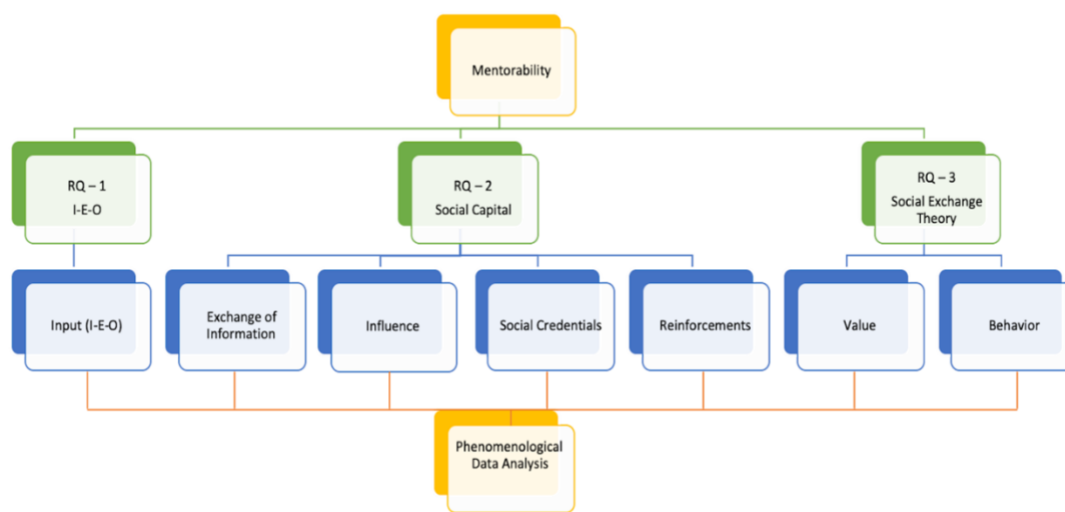 Mentorability
RQ – 1
I-E-O
RQ – 2
Social Capital
RQ – 3
Social Exchange
Theory
Input (I-E-O)
Exchange of
Information
Influence
Social Credentials
Reinforcements
Value
Behavior
Phenomenological
Data Analysis